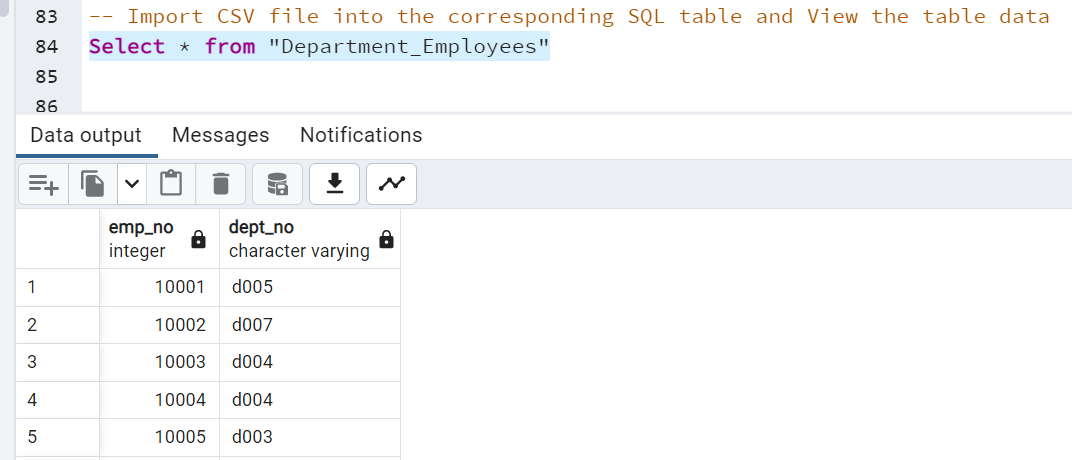 83 -- Import CSV file into the corresponding SQL table and View the table data
84 Select * from "Department_Employees"
85
86
Data output Messages Notifications
emp_no dept_no
integer character varying
1 10001 d005
2 10002 d007
3 10003 d004
4 10004 d004
5 10005 d003